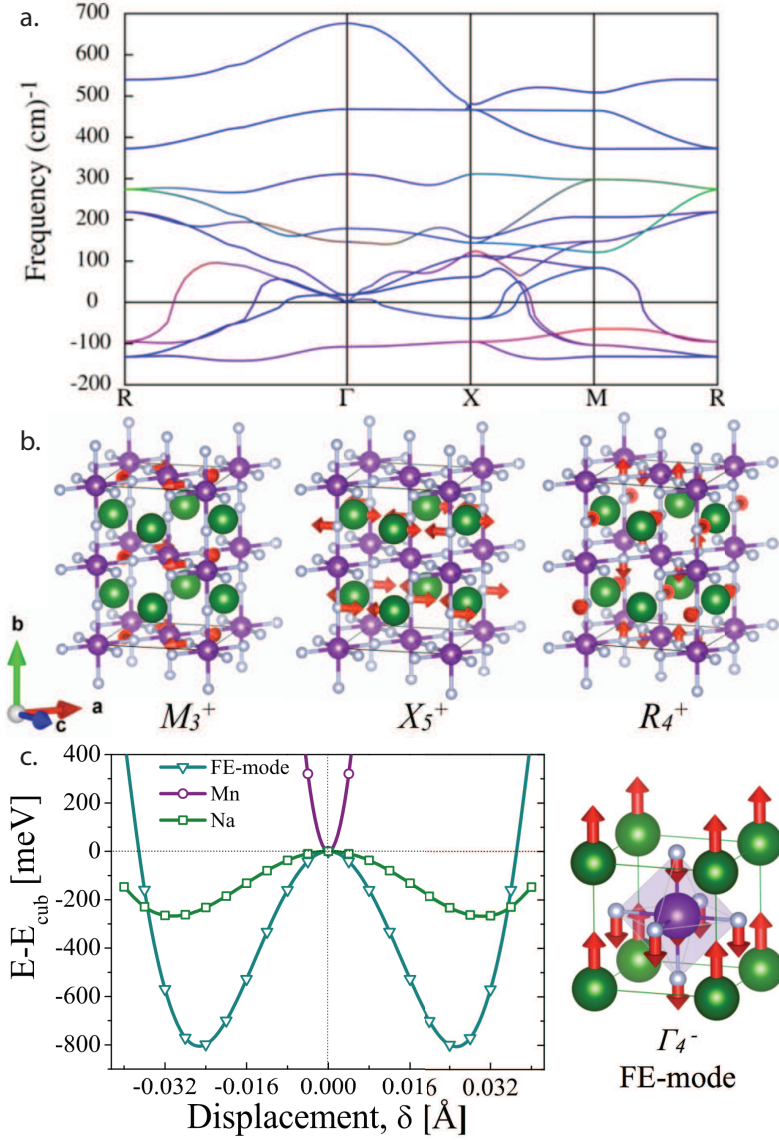 a.
700
600
500
400
300
200
100
0
-100
-200
Frequency (cm)-1
R Γ X M R
b.
b
a
c
M₃⁺ X₅⁺ R₄⁺
c.
400
200
0
-200
-400
-600
-800
E-E_cub [meV]
FE-mode
Mn
Na
-0.032 -0.016 0.000 0.016 0.032
Displacement, δ [Å]
Γ₄⁻
FE-mode